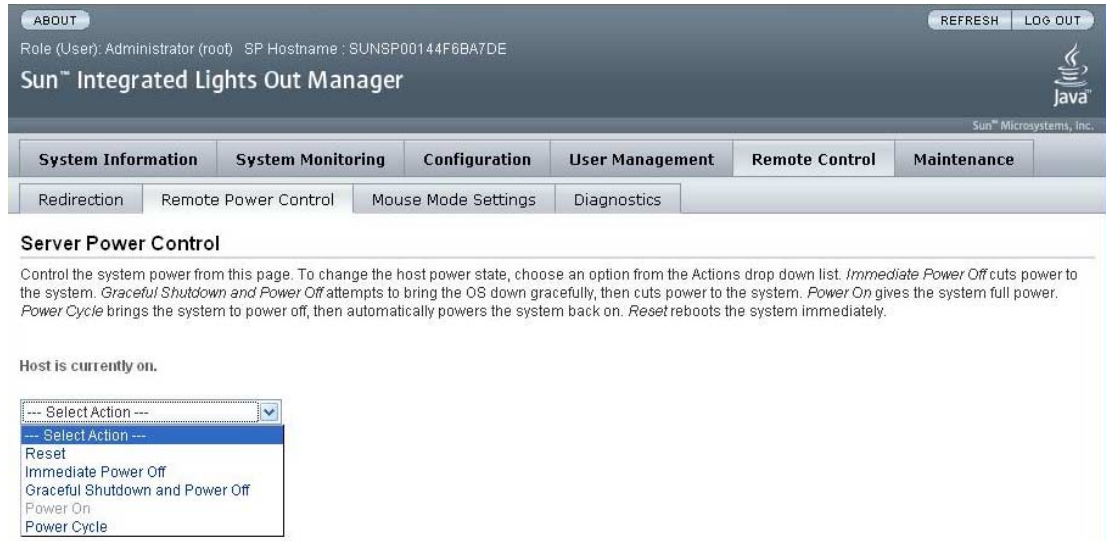 ABOUT
REFRESH LOG OUT
Role (User): Administrator (root) SP Hostname : SUNSP00144F6BA7DE
Sun™ Integrated Lights Out Manager
Java™
Sun™ Microsystems, Inc.
System Information System Monitoring Configuration User Management Remote Control Maintenance
Redirection Remote Power Control Mouse Mode Settings Diagnostics
Server Power Control
Control the system power from this page. To change the host power state, choose an option from the Actions drop down list. Immediate Power Off cuts power to
the system. Graceful Shutdown and Power Off attempts to bring the OS down gracefully, then cuts power to the system. Power On gives the system full power.
Power Cycle brings the system to power off, then automatically powers the system back on. Reset reboots the system immediately.
Host is currently on.
--- Select Action ---
--- Select Action ---
Reset
Immediate Power Off
Graceful Shutdown and Power Off
Power On
Power Cycle